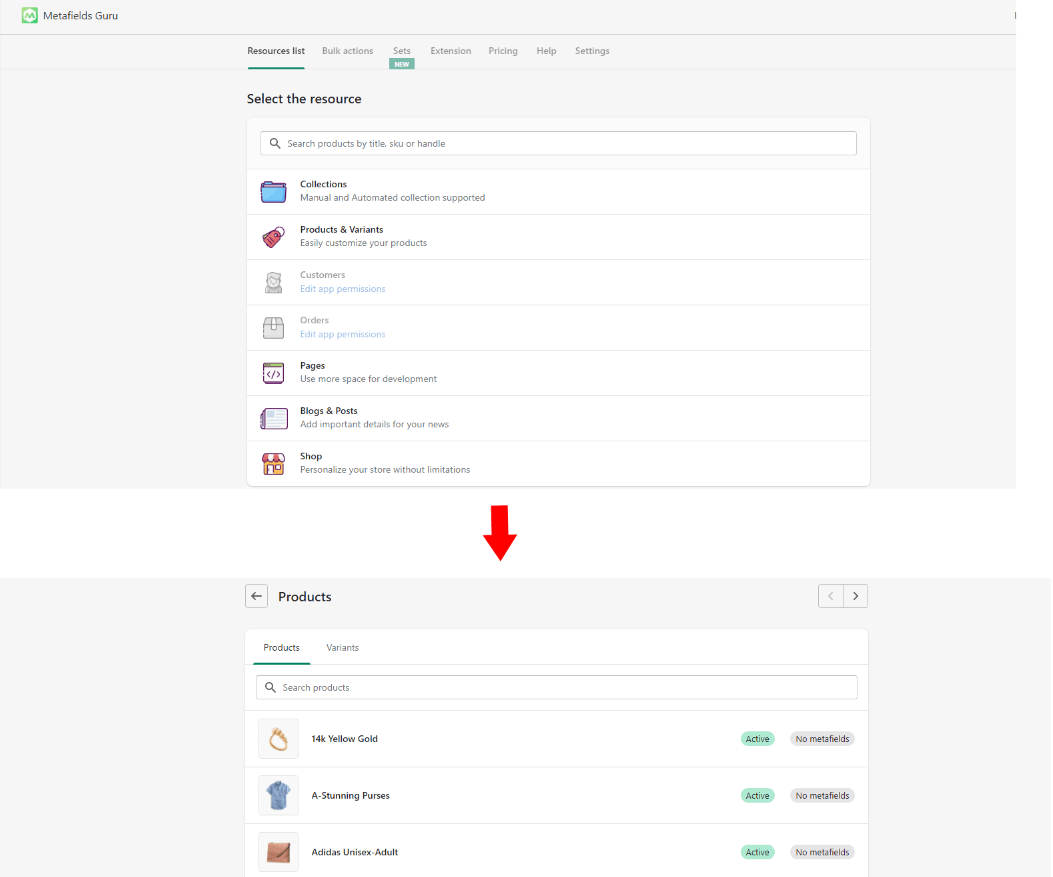 Metafields Guru
Resources list Bulk actions Sets Extension Pricing Help Settings
NEW
Select the resource
Search products by title, sku or handle
Collections
Manual and Automated collection supported
Products & Variants
Easily customize your products
Customers
Edit app permissions
Orders
Edit app permissions
Pages
Use more space for development
Blogs & Posts
Add important details for your news
Shop
Personalize your store without limitations
Products
Products Variants
Search products
14k Yellow Gold Active No metafields
A-Stunning Purses Active No metafields
Adidas Unisex-Adult Active No metafields